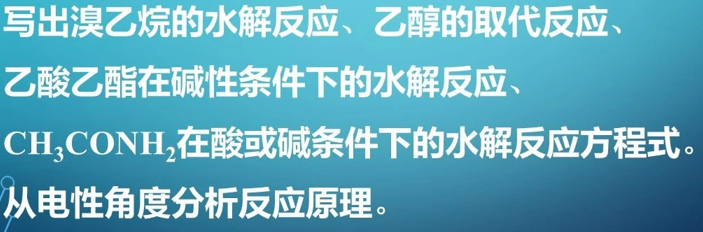 写出溴乙烷的水解反应、乙醇的取代反应、
乙酸乙酯在碱性条件下的水解反应、
CH₃CONH₂在酸或碱条件下的水解反应方程式。
从电性角度分析反应原理。